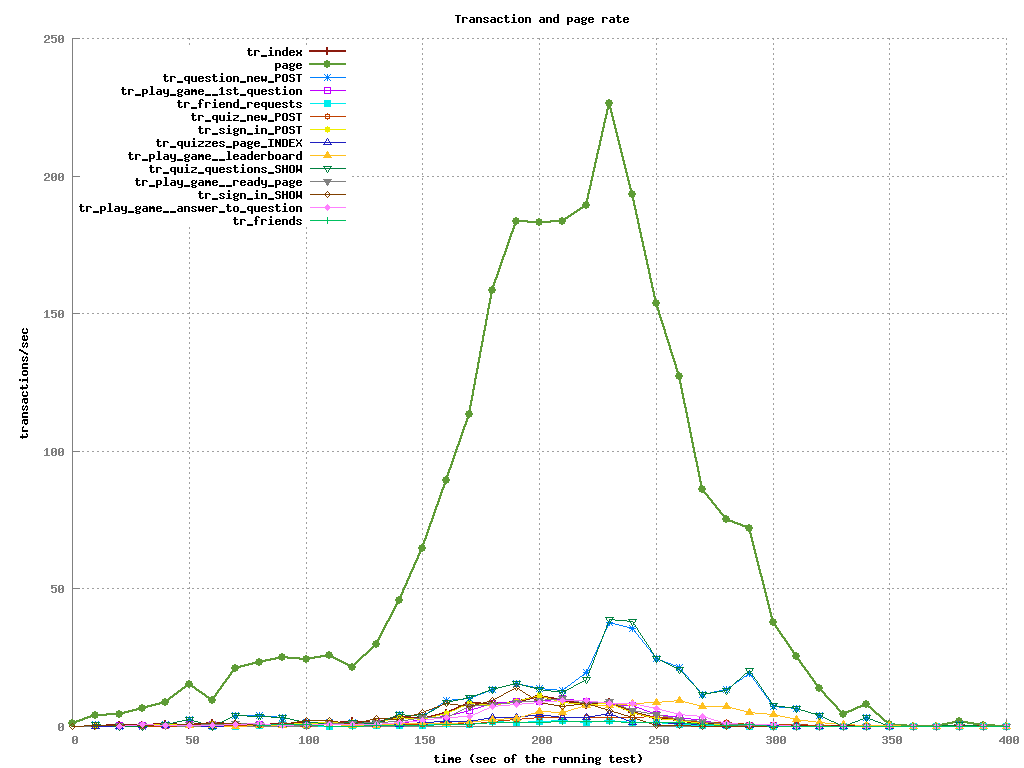 Transaction and page rate
250
200
150
100
50
0
transactions/sec
tr_index
page
tr_question_new_POST
tr_play_game__1st_question
tr_friend_requests
tr_quiz_new_POST
tr_sign_in_POST
tr_quizzes_page_INDEX
tr_play_game__leaderboard
tr_quiz_questions_SHOW
tr_play_game__ready_page
tr_sign_in_SHOW
tr_play_game__answer_to_question
tr_friends
0 50 100 150 200 250 300 350 400
time (sec of the running test)